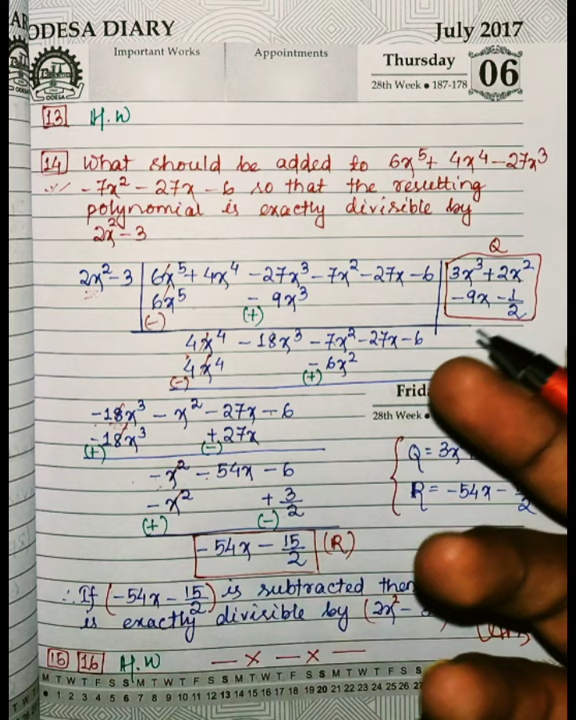 ODESA DIARY
July 2017
Important Works
Appointments
Thursday
06
28th Week • 187-178
13 H.W
14 What should be added to 6x⁵ + 4x⁴ - 27x³
- 7x² - 27x - 6 so that the resulting
polynomial is exactly divisible by
2x² - 3
Q
2x² - 3 | 6x⁵ + 4x⁴ - 27x³ - 7x² - 27x - 6 | 3x³ + 2x²
6x⁵ - 9x³ - 9x - 1/2
(-) (+)
4x⁴ - 18x³ - 7x² - 27x - 6
4x⁴ - 6x²
(-) (+)
-18x³ - x² - 27x - 6
-18x³ + 27x
(+) (-)
- x² - 54x - 6
- x² + 3/2
(+) (-)
- 54x - 15/2 (R)
28th Week
Q = 3x
R = -54x - 2
∴ If (-54x - 15/2) is subtracted
is exactly divisible by (2x² -
15 16 H.W — x — x —
M T W T F S S M T W T F S S M T W T F S S M T W T F S
1 2 3 4 5 6 7 8 9 10 11 12 13 14 15 16 17 18 19 20 21 22 23 24 25 26